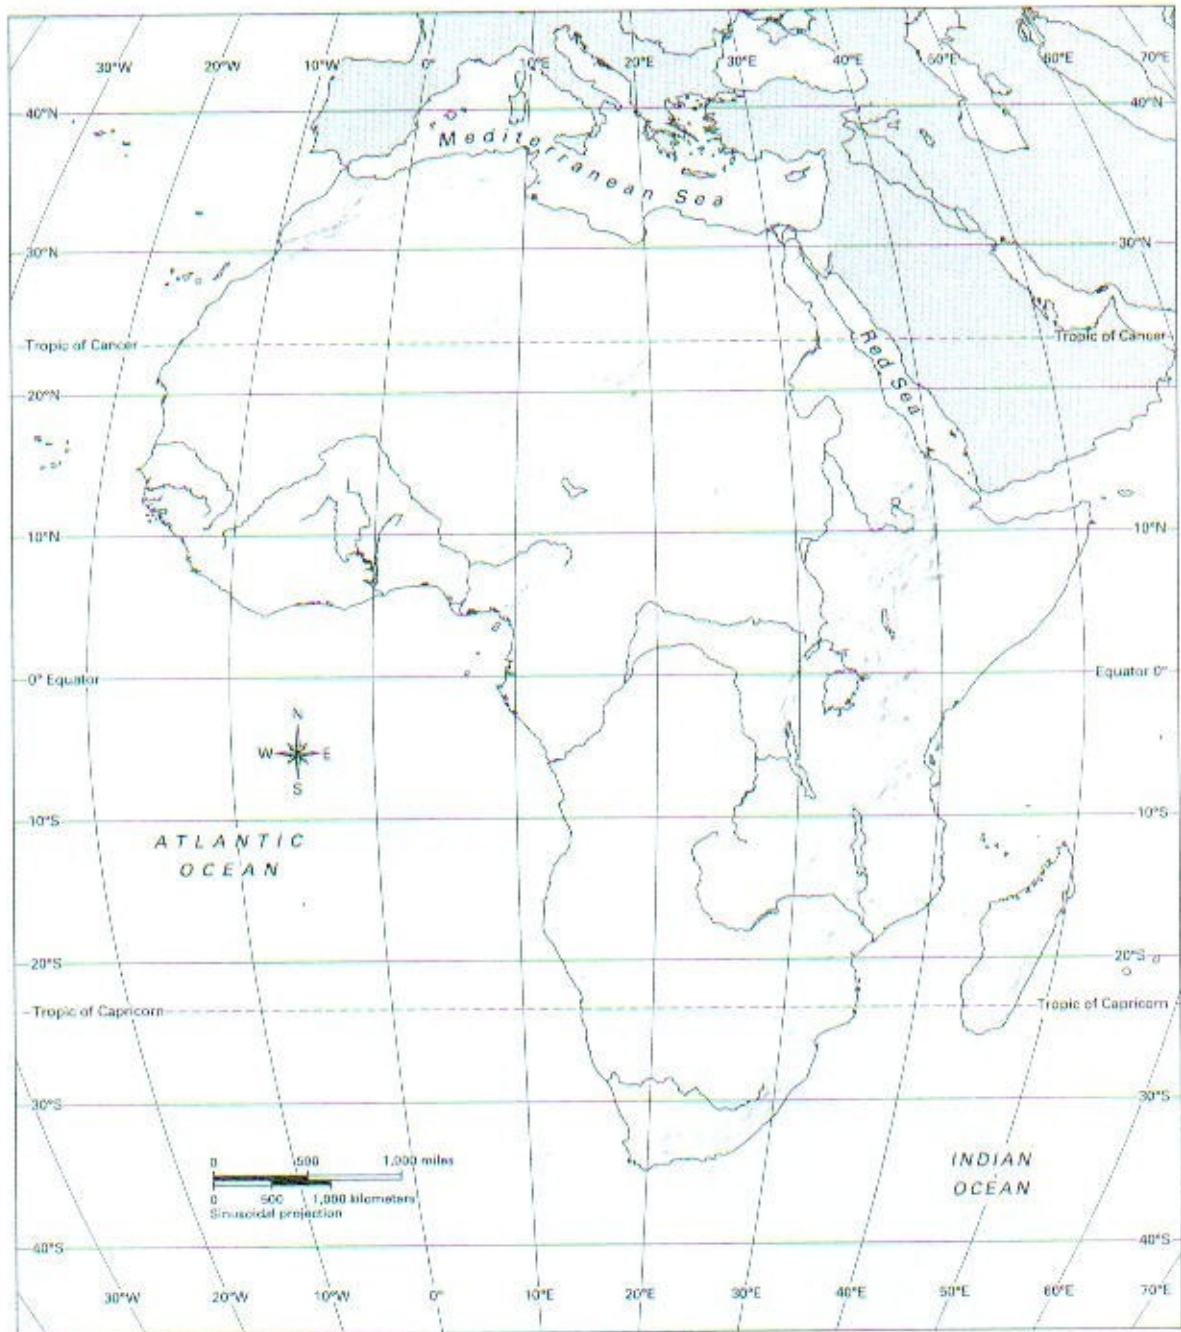 30°W 20°W 10°W 0° 10°E 20°E 30°E 40°E 50°E 60°E 70°E
40°N 40°N
Mediterranean Sea
30°N 30°N
Tropic of Cancer Tropic of Cancer
Red Sea
20°N
10°N 10°N
0° Equator Equator 0°
N
W E
S
10°S 10°S
ATLANTIC
OCEAN
20°S 20°S
Tropic of Capricorn Tropic of Capricorn
30°S 30°S
0 500 1,000 miles
0 500 1,000 kilometers
Sinusoidal projection
INDIAN
OCEAN
40°S 40°S
30°W 20°W 10°W 0° 10°E 20°E 30°E 40°E 50°E 60°E 70°E